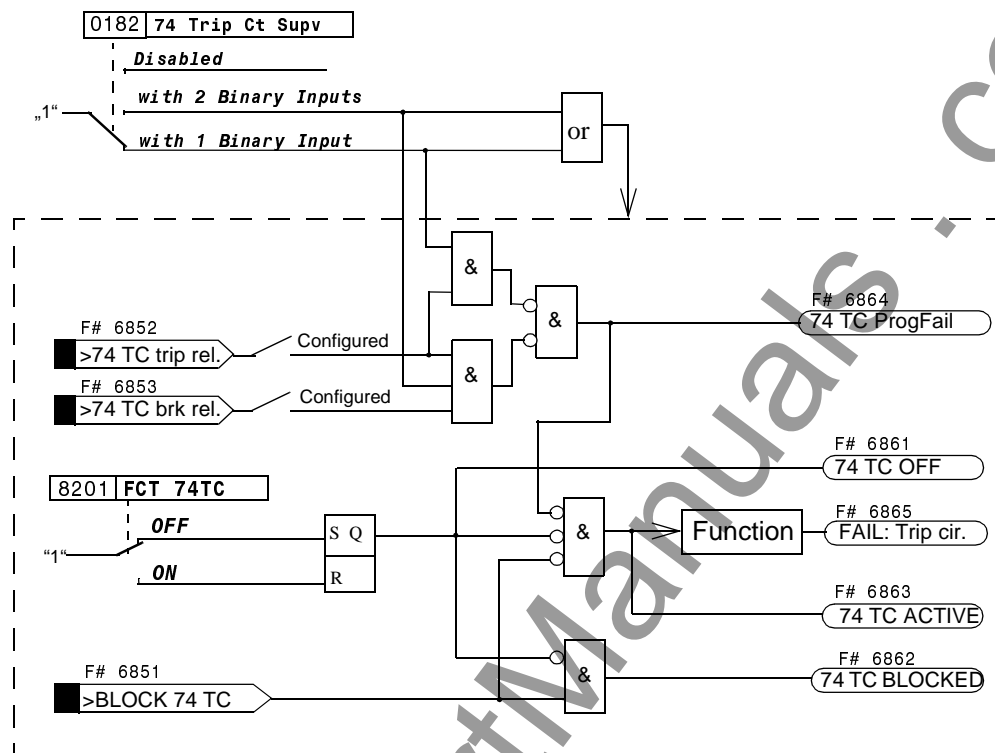 0182 74 Trip Ct Supv
Disabled
with 2 Binary Inputs
„1“
with 1 Binary Input
or
&
F# 6864
74 TC ProgFail
&
F# 6852
>74 TC trip rel.
Configured
&
F# 6853
>74 TC brk rel.
Configured
F# 6861
74 TC OFF
8201 FCT 74TC
F# 6865
FAIL: Trip cir.
OFF
S Q
&
Function
“1“
ON
R
F# 6863
74 TC ACTIVE
F# 6862
74 TC BLOCKED
F# 6851
>BLOCK 74 TC
&
rtManuals . c